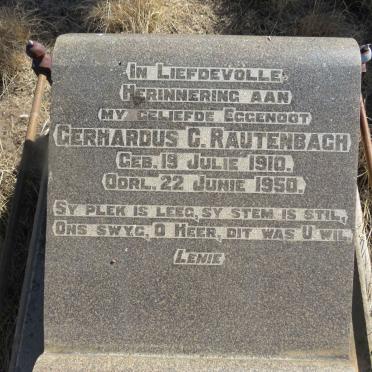 In Liefdevolle
Herinnering aan
my geliefde Eggenoot
Gerhardus C. Rautenbach
Geb. 19 Julie 1910.
Oorl. 22 Junie 1950.
Sy plek is leeg, sy stem is stil,
Ons swyg, O Heer, dit was U wil.
Lenie